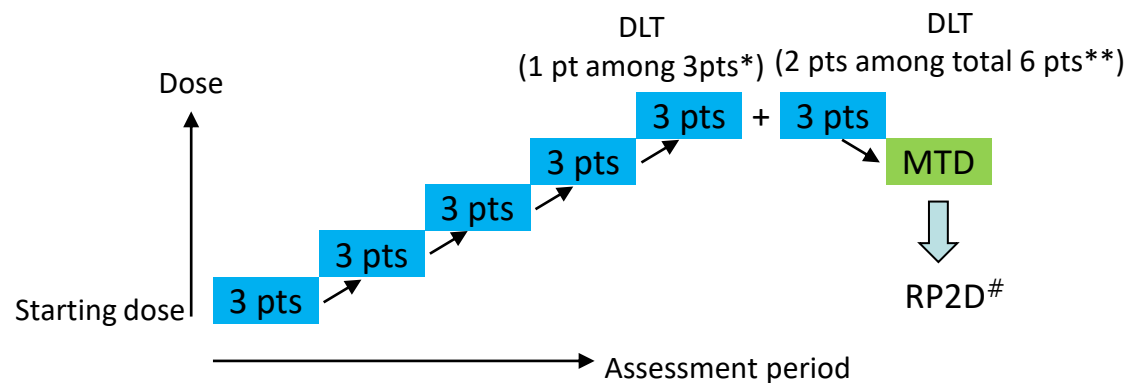 DLT
(1 pt among 3pts*)
DLT
(2 pts among total 6 pts**)
Dose
3 pts
+
3 pts
3 pts
MTD
3 pts
3 pts
3 pts
Starting dose
RP2D#
Assessment period